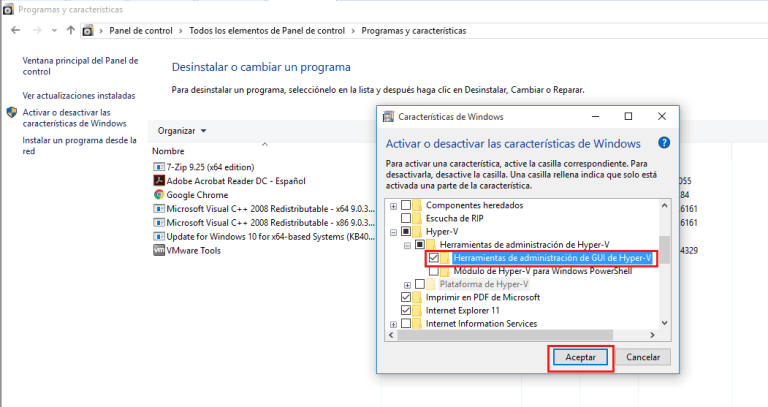 Programas y características
Panel de control > Todos los elementos de Panel de control > Programas y características
Ventana principal del Panel de
control
Ver actualizaciones instaladas
Activar o desactivar las
características de Windows
Instalar un programa desde la
red
Desinstalar o cambiar un programa
Para desinstalar un programa, selecciónelo en la lista y después haga clic en Desinstalar, Cambiar o Reparar.
Organizar
Nombre
7-Zip 9.25 (x64 edition)
Adobe Acrobat Reader DC - Español
Google Chrome
Microsoft Visual C++ 2008 Redistributable - x64 9.0.3...
Microsoft Visual C++ 2008 Redistributable - x86 9.0.3...
Update for Windows 10 for x64-based Systems (KB40...
VMware Tools
055
84
6161
6161
4329
Características de Windows
Activar o desactivar las características de Windows
Para activar una característica, active la casilla correspondiente. Para
desactivarla, desactive la casilla. Una casilla rellena indica que solo está
activada una parte de la característica.
Componentes heredados
Escucha de RIP
Hyper-V
Herramientas de administración de Hyper-V
Herramientas de administración de GUI de Hyper-V
Módulo de Hyper-V para Windows PowerShell
Plataforma de Hyper-V
Imprimir en PDF de Microsoft
Internet Explorer 11
Internet Information Services
Aceptar
Cancelar